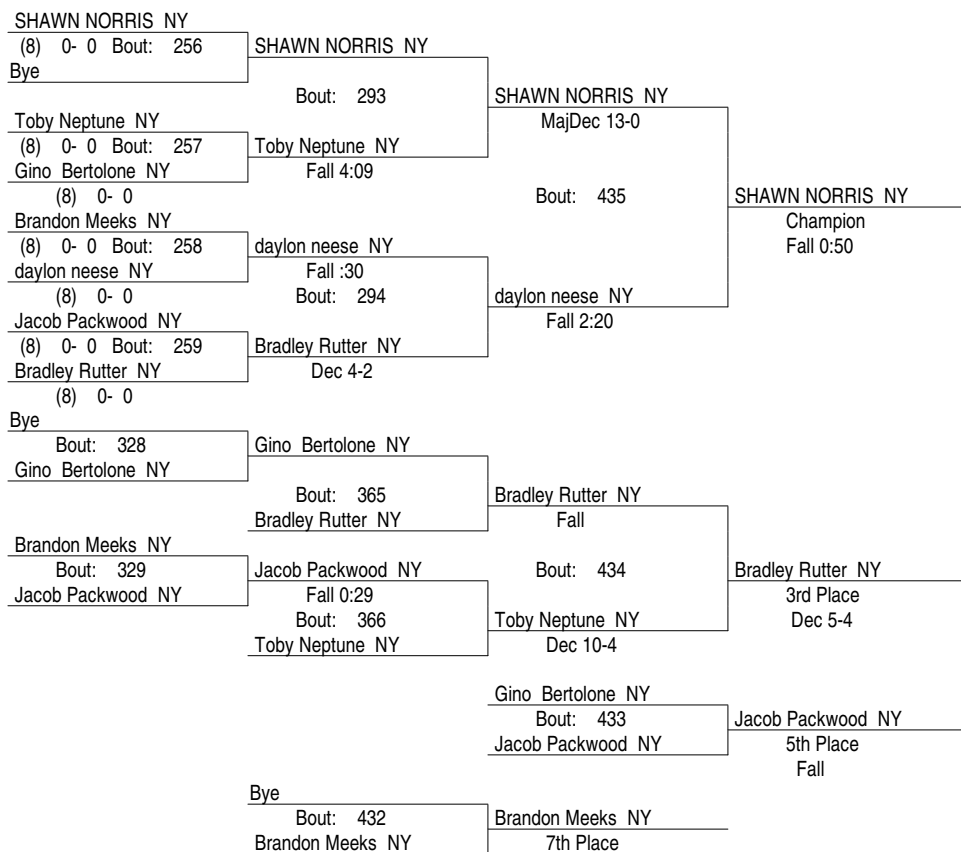 SHAWN NORRIS NY
(8) 0- 0 Bout: 256 SHAWN NORRIS NY
Bye
Bout: 293 SHAWN NORRIS NY
Toby Neptune NY MajDec 13-0
(8) 0- 0 Bout: 257 Toby Neptune NY
Gino Bertolone NY Fall 4:09
(8) 0- 0 Bout: 435 SHAWN NORRIS NY
Brandon Meeks NY Champion
(8) 0- 0 Bout: 258 daylon neese NY Fall 0:50
daylon neese NY Fall :30
(8) 0- 0 Bout: 294 daylon neese NY
Jacob Packwood NY Fall 2:20
(8) 0- 0 Bout: 259 Bradley Rutter NY
Bradley Rutter NY Dec 4-2
(8) 0- 0
Bye
Bout: 328 Gino Bertolone NY
Gino Bertolone NY
Bout: 365 Bradley Rutter NY
Bradley Rutter NY Fall
Brandon Meeks NY
Bout: 329 Jacob Packwood NY Bout: 434 Bradley Rutter NY
Jacob Packwood NY Fall 0:29 3rd Place
Bout: 366 Toby Neptune NY Dec 5-4
Toby Neptune NY Dec 10-4
Gino Bertolone NY
Bout: 433 Jacob Packwood NY
Jacob Packwood NY 5th Place
Fall
Bye
Bout: 432 Brandon Meeks NY
Brandon Meeks NY 7th Place